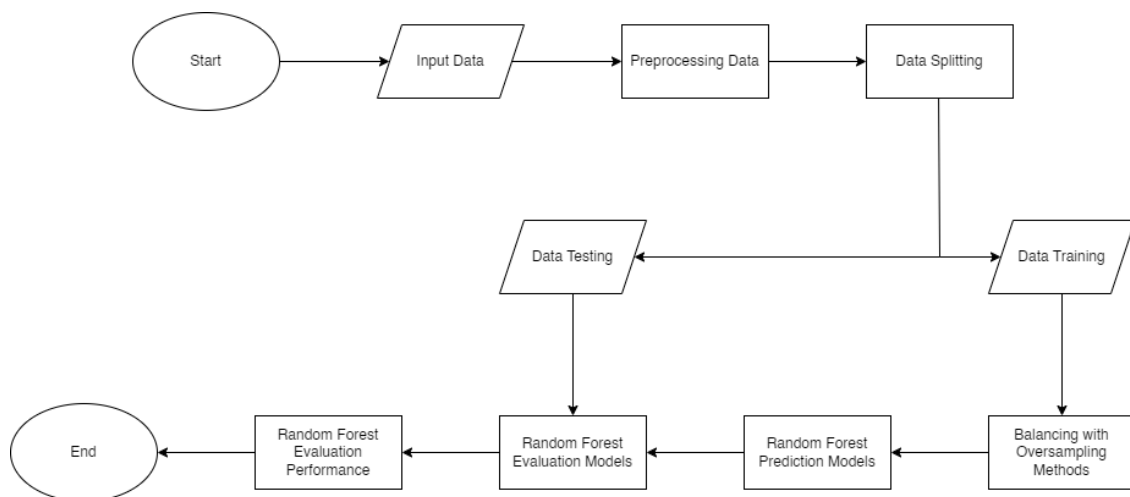 Start
Input Data
Preprocessing Data
Data Splitting
Data Testing
Data Training
End
Random Forest
Evaluation
Performance
Random Forest
Evaluation Models
Random Forest
Prediction Models
Balancing with
Oversampling
Methods